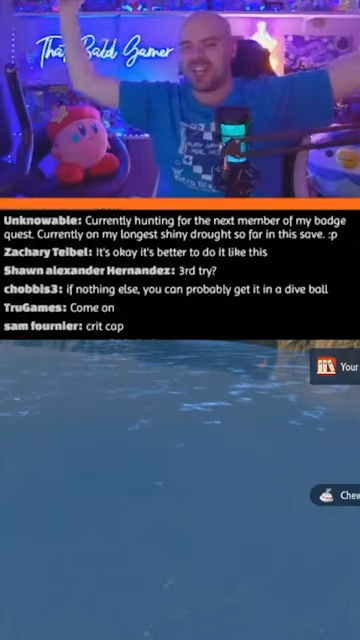 That Bald Gamer
Unknowable: Currently hunting for the next member of my badge
quest. Currently on my longest shiny drought so far in this save. :p
Zachary Teibel: It's okay it's better to do it like this
Shawn alexander Hernandez: 3rd try?
chobbis3: if nothing else, you can probably get it in a dive ball
TruGames: Come on
sam fournier: crit cap
Your
Chew